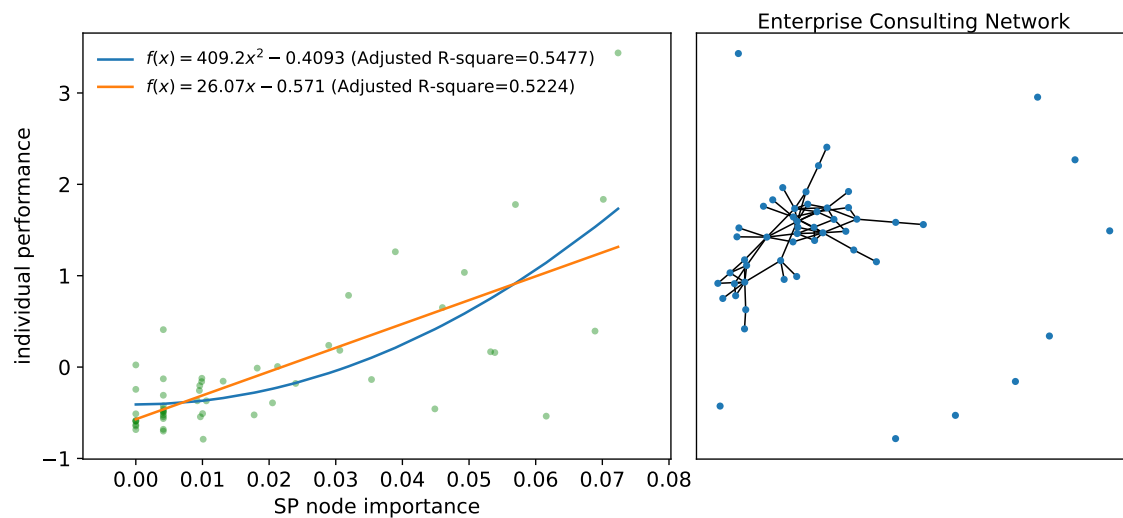 Enterprise Consulting Network
f(x) = 409.2x² − 0.4093 (Adjusted R-square=0.5477)
f(x) = 26.07x − 0.571 (Adjusted R-square=0.5224)
individual performance
3
2
1
0
−1
0.00 0.01 0.02 0.03 0.04 0.05 0.06 0.07 0.08
SP node importance